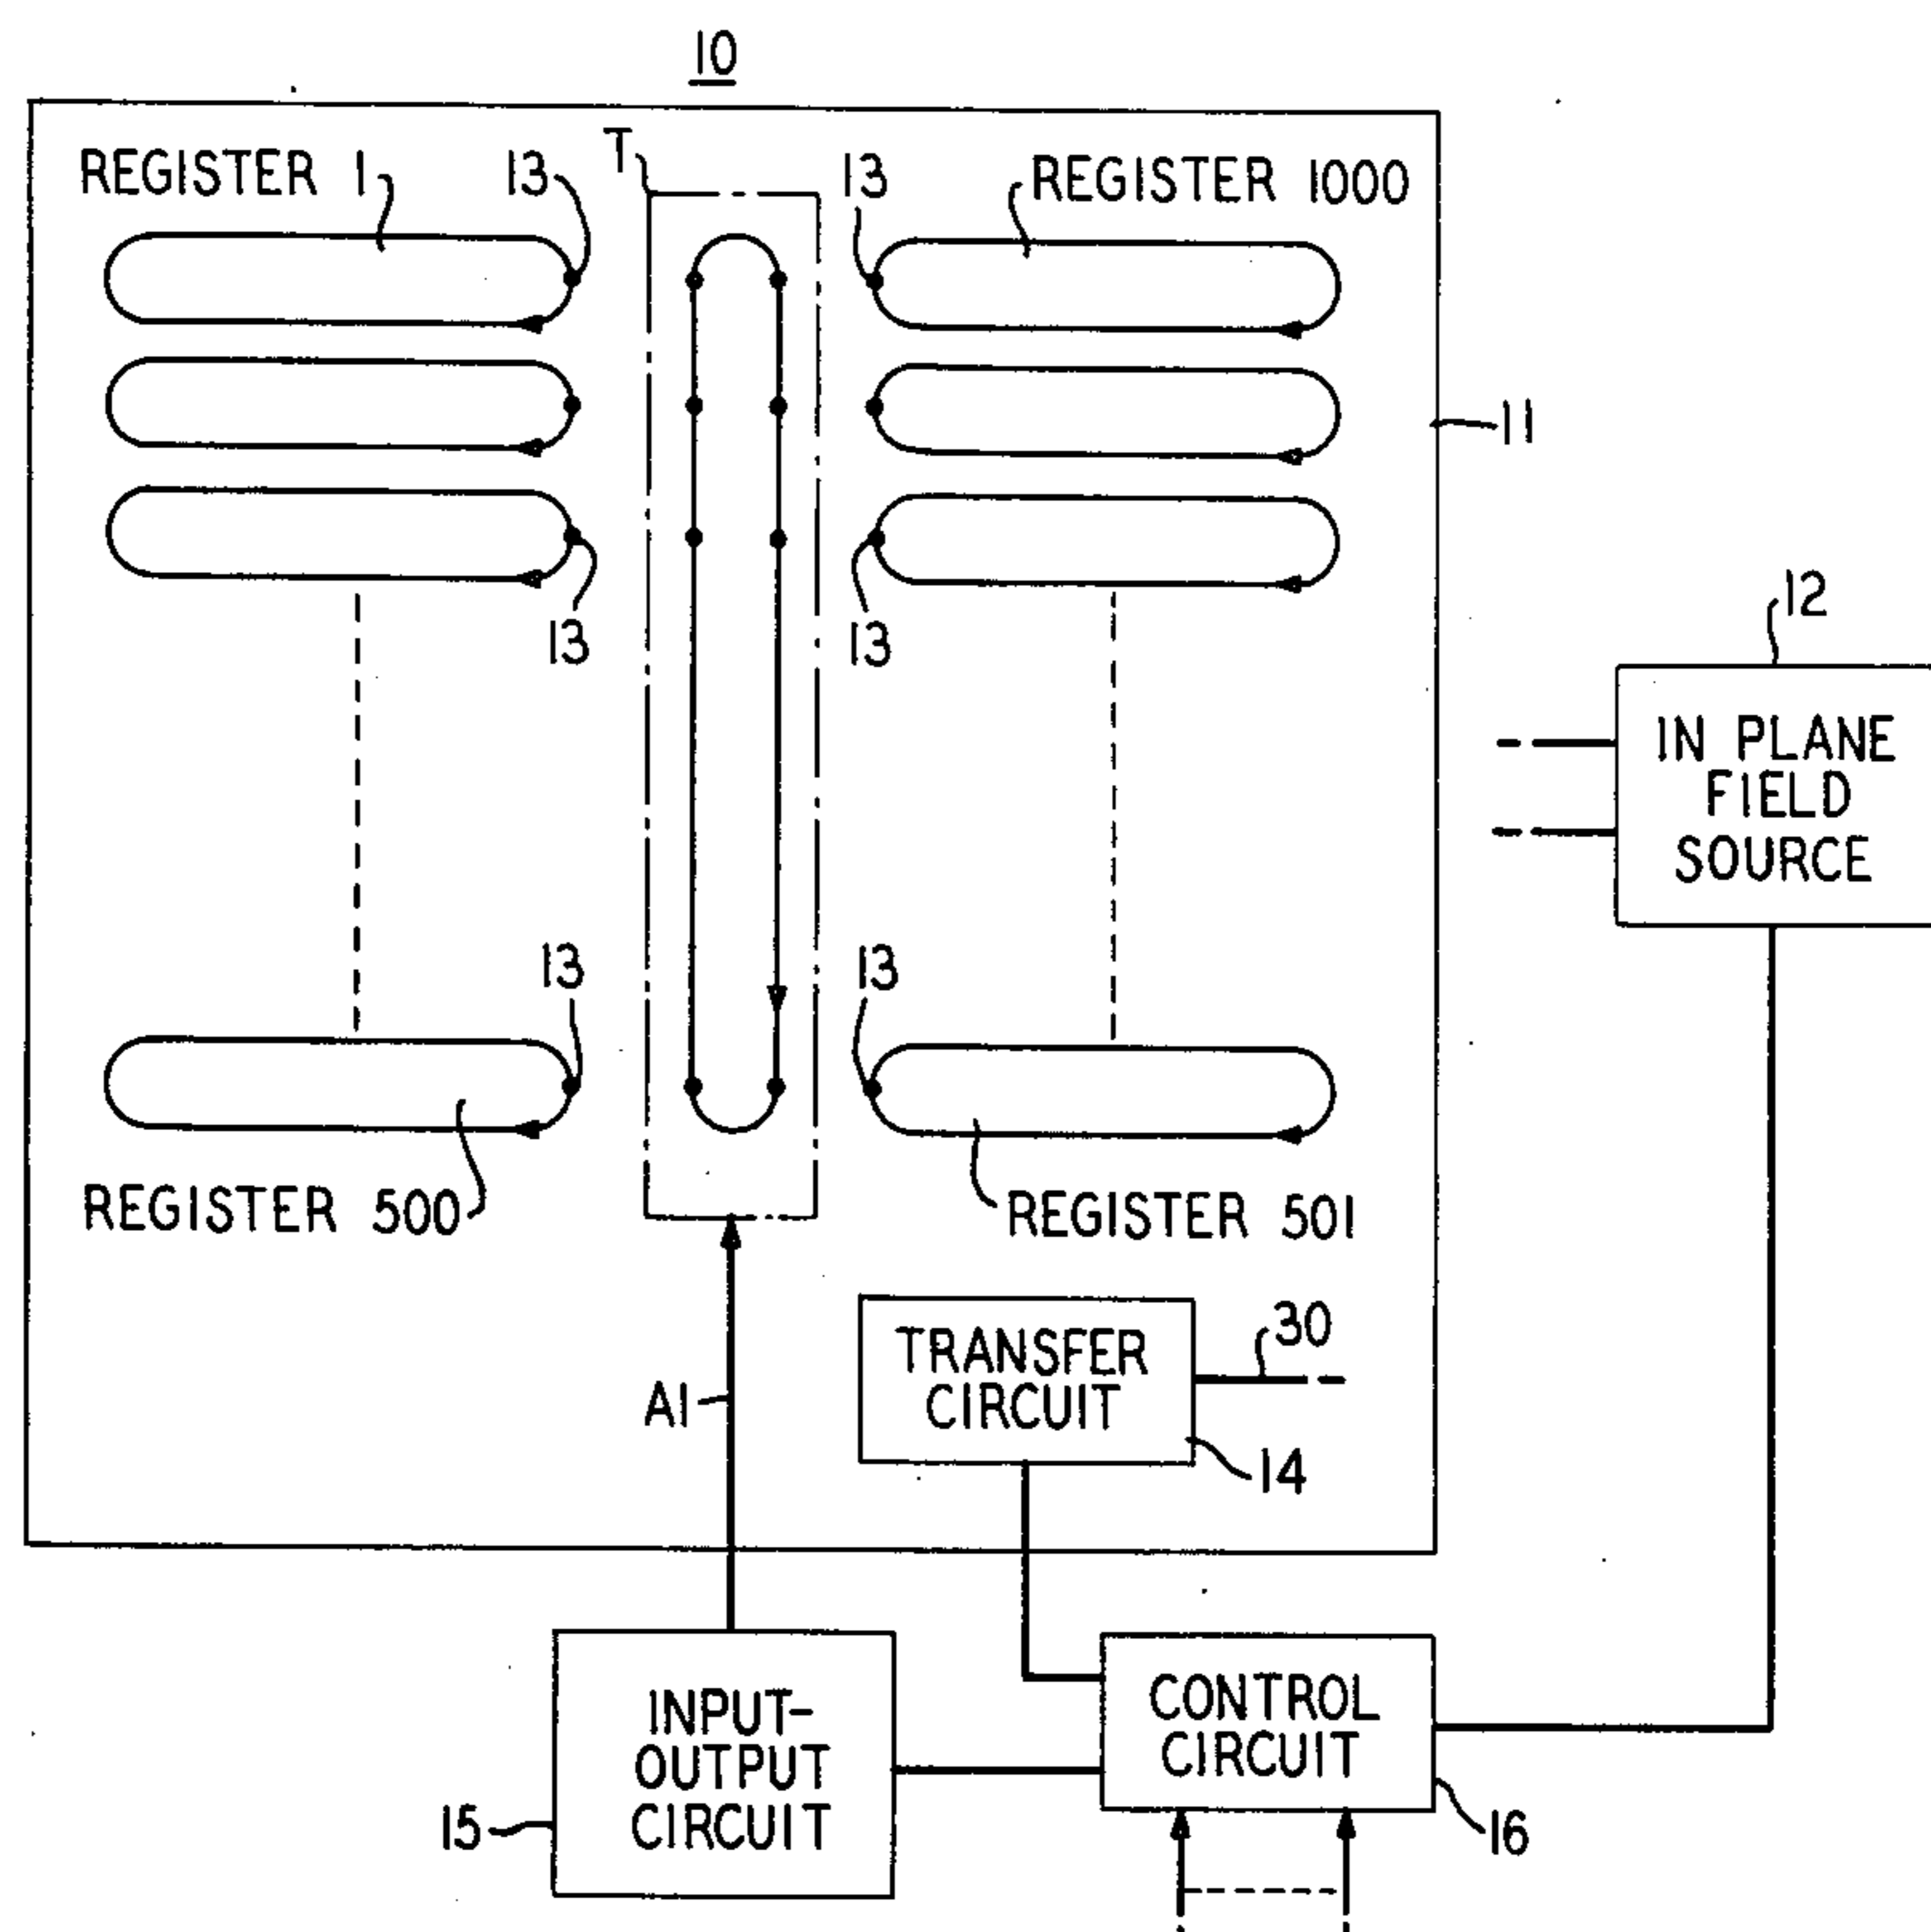 10
REGISTER 1
13
T
13
REGISTER 1000
11
13
13
12
IN PLANE
FIELD
SOURCE
13
13
REGISTER 500
REGISTER 501
TRANSFER
CIRCUIT
30
A1
14
INPUT-
OUTPUT
CIRCUIT
15
CONTROL
CIRCUIT
16